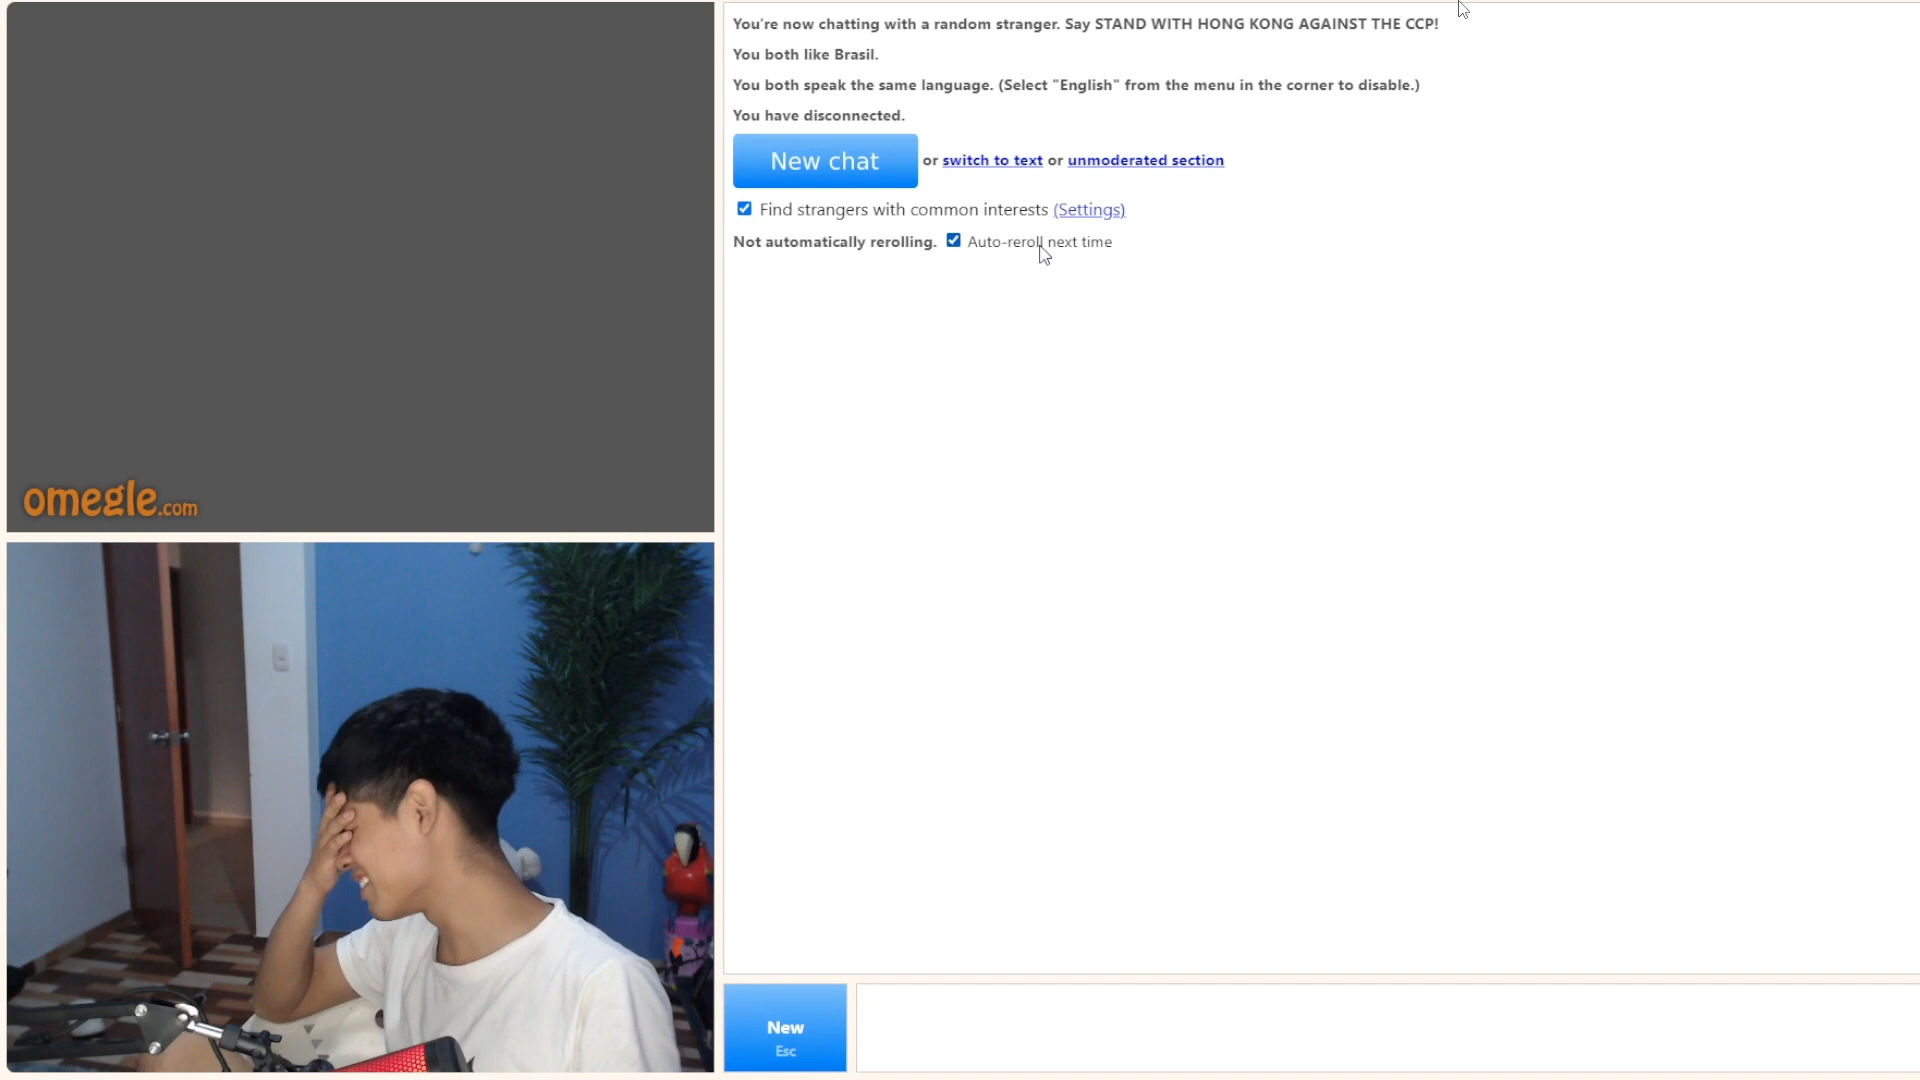 You're now chatting with a random stranger. Say STAND WITH HONG KONG AGAINST THE CCP!
You both like Brasil.
You both speak the same language. (Select "English" from the menu in the corner to disable.)
You have disconnected.
New chat or switch to text or unmoderated section
Find strangers with common interests (Settings)
Not automatically rerolling. Auto-reroll next time
omegle.com
New
Esc